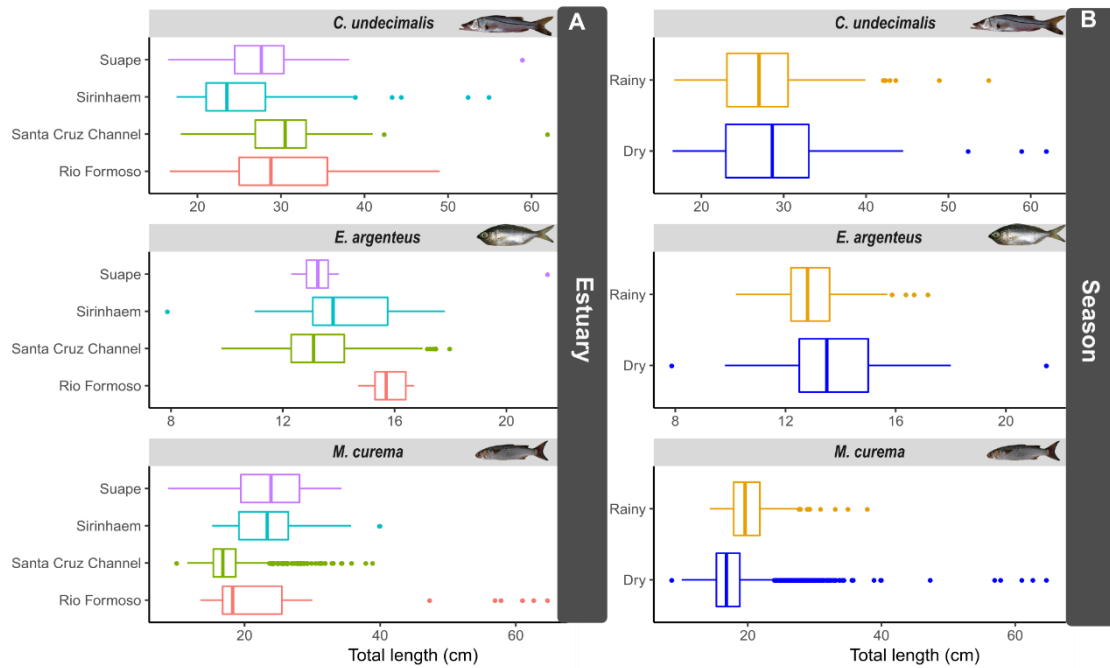 C. undecimalis
A
Suape
Sirinhaem
Santa Cruz Channel
Rio Formoso
20 30 40 50 60
E. argenteus
Suape
Sirinhaem
Santa Cruz Channel
Rio Formoso
8 12 16 20
M. curema
Suape
Sirinhaem
Santa Cruz Channel
Rio Formoso
20 40 60
Total length (cm)
Estuary
C. undecimalis
B
Rainy
Dry
20 30 40 50 60
E. argenteus
Rainy
Dry
8 12 16 20
M. curema
Rainy
Dry
20 40 60
Total length (cm)
Season